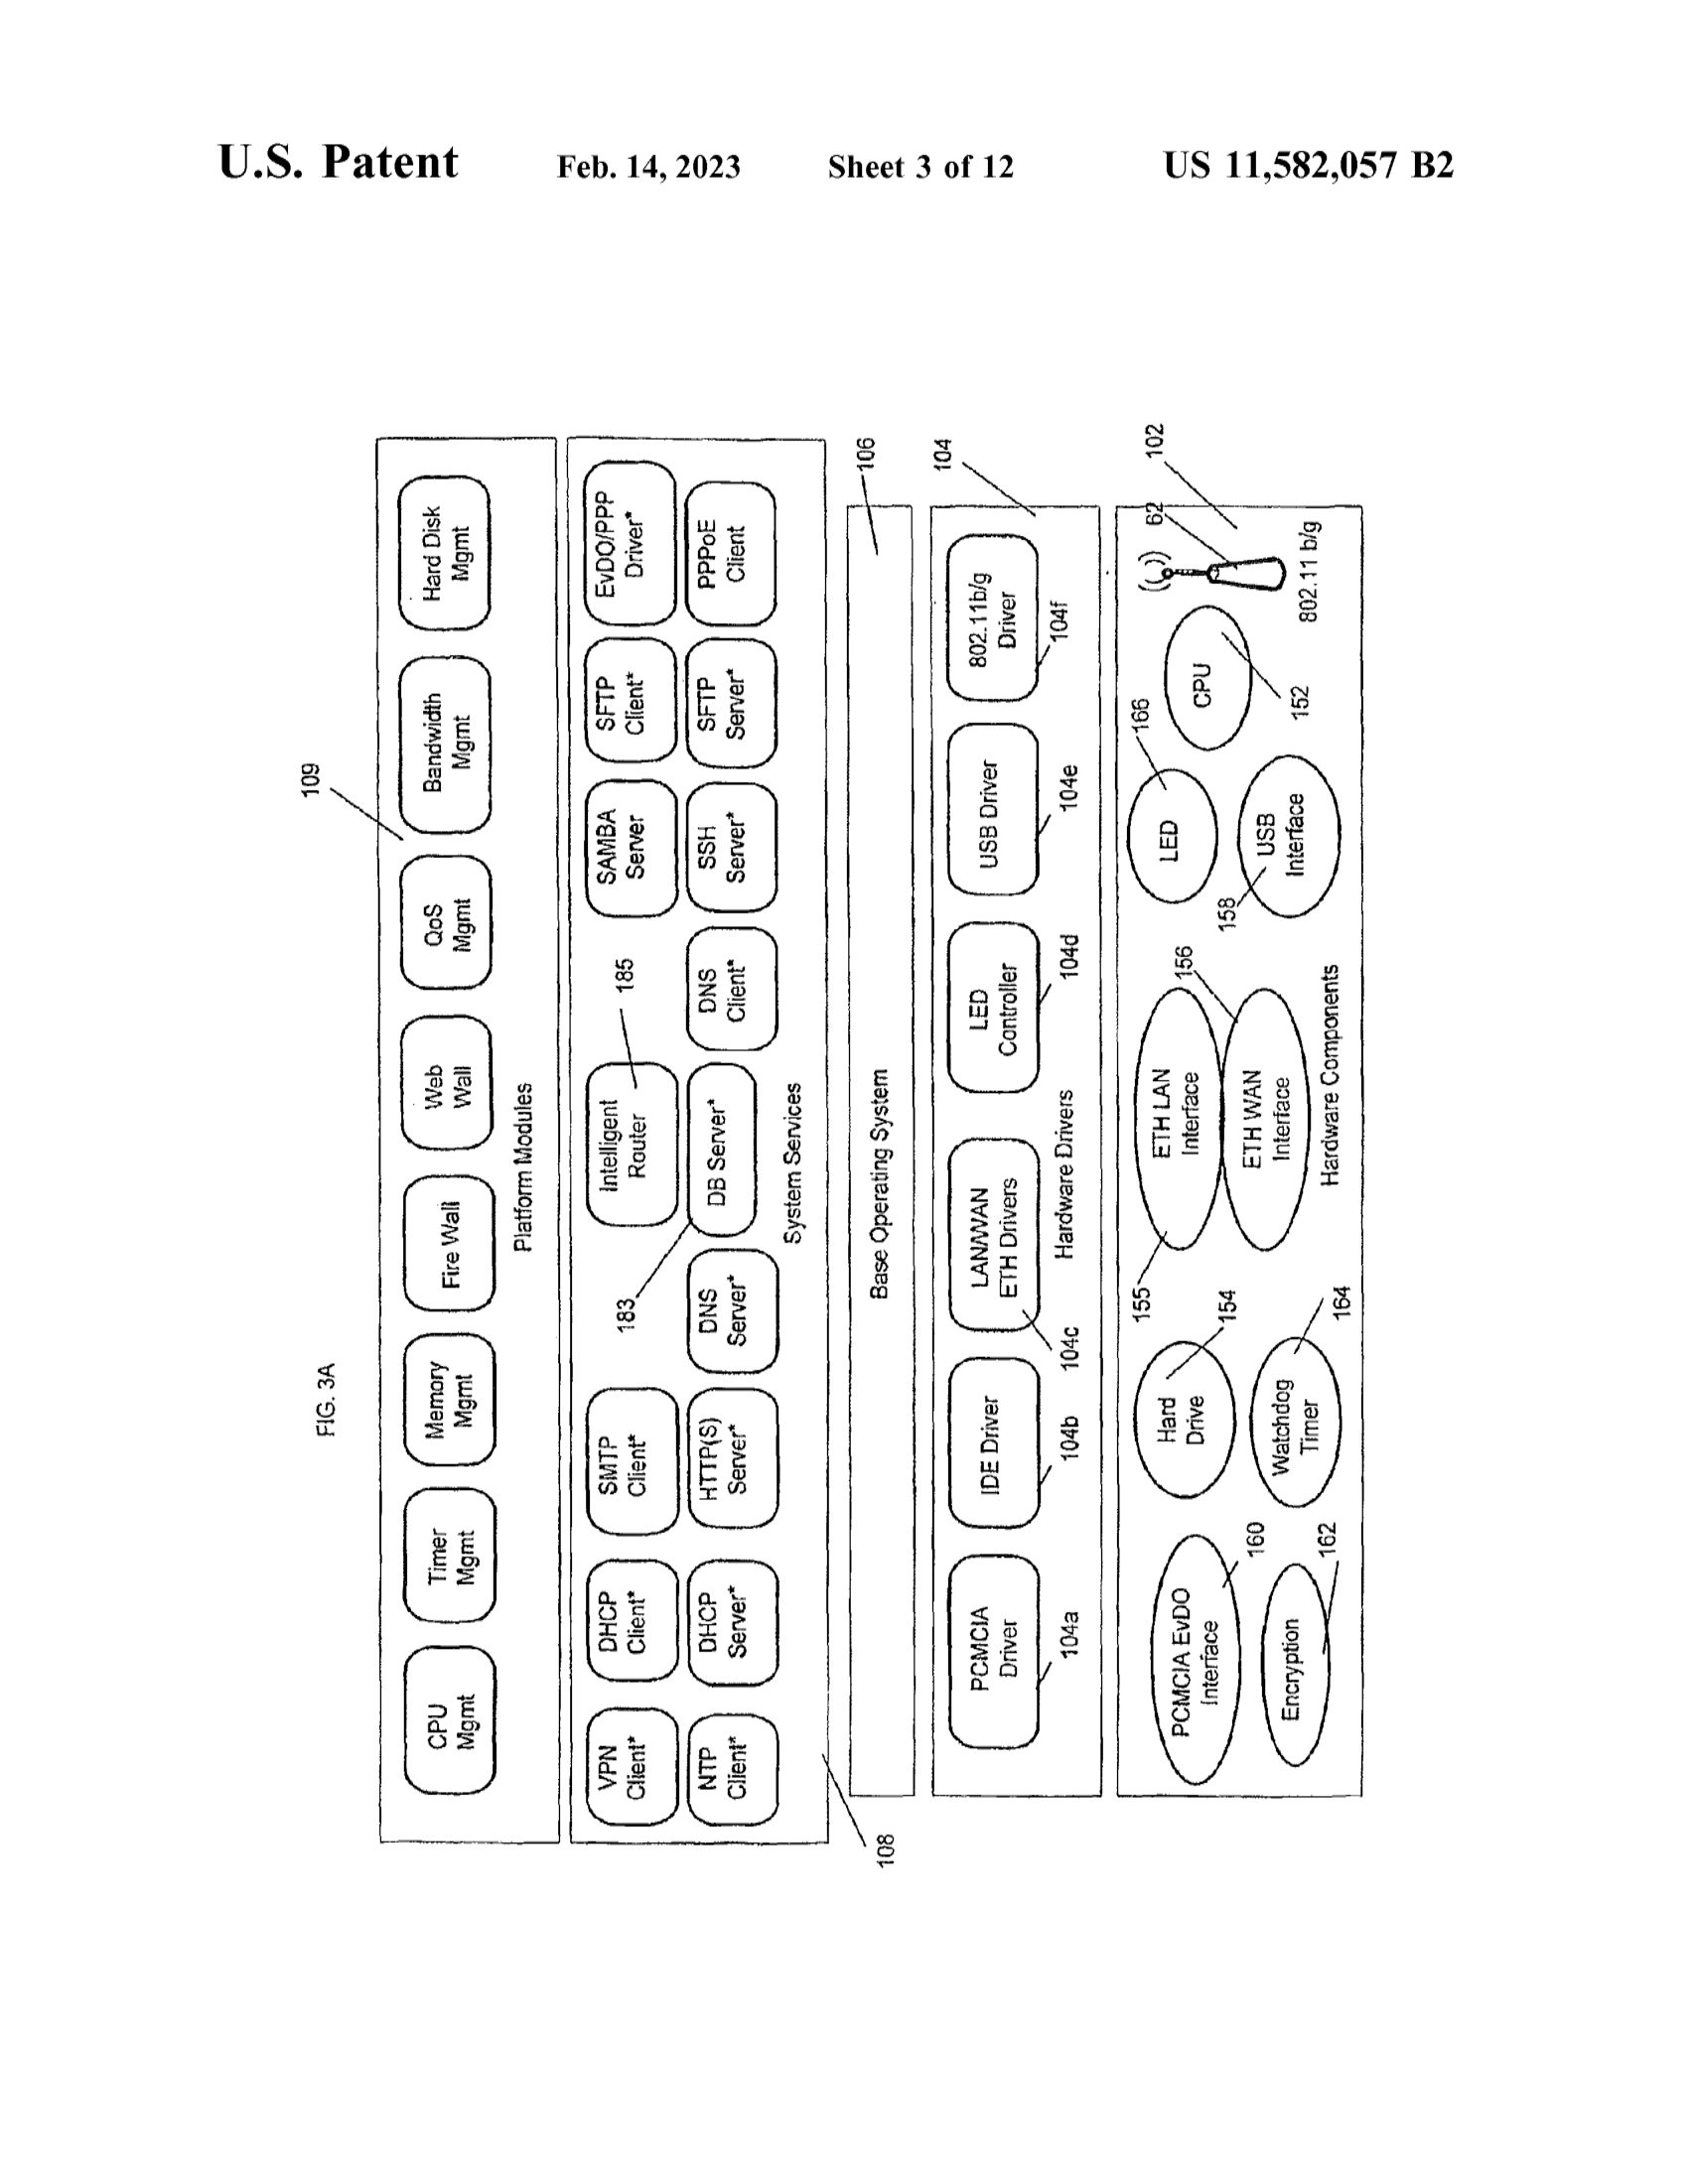 U.S. Patent Feb. 14, 2023 Sheet 3 of 12 US 11,582,057 B2
FIG. 3A
109
CPU
Mgmt
Timer
Mgmt
Memory
Mgmt
Fire Wall
Web
Wall
QoS
Mgmt
Bandwidth
Mgmt
Hard Disk
Mgmt
Platform Modules
VPN
Client*
DHCP
Client*
SMTP
Client*
183
Intelligent
Router
185
SAMBA
Server
SFTP
Client*
EvDO/PPP
Driver*
NTP
Client*
DHCP
Server*
HTTP(S)
Server*
DNS
Server*
DB Server*
DNS
Client*
SSH
Server*
SFTP
Server*
PPPoE
Client
System Services
108
106
Base Operating System
104
PCMCIA
Driver
IDE Driver
LAN/WAN
ETH Drivers
LED
Controller
USB Driver
802.11b/g
Driver
104a
104b
104c
Hardware Drivers
104d
104e
104f
102
PCMCIA EvDO
Interface
160
Hard
Drive
154
155
ETH LAN
Interface
156
LED
166
CPU
152
62
802.11 b/g
Encryption
162
Watchdog
Timer
164
ETH WAN
Interface
158
USB
Interface
Hardware Components